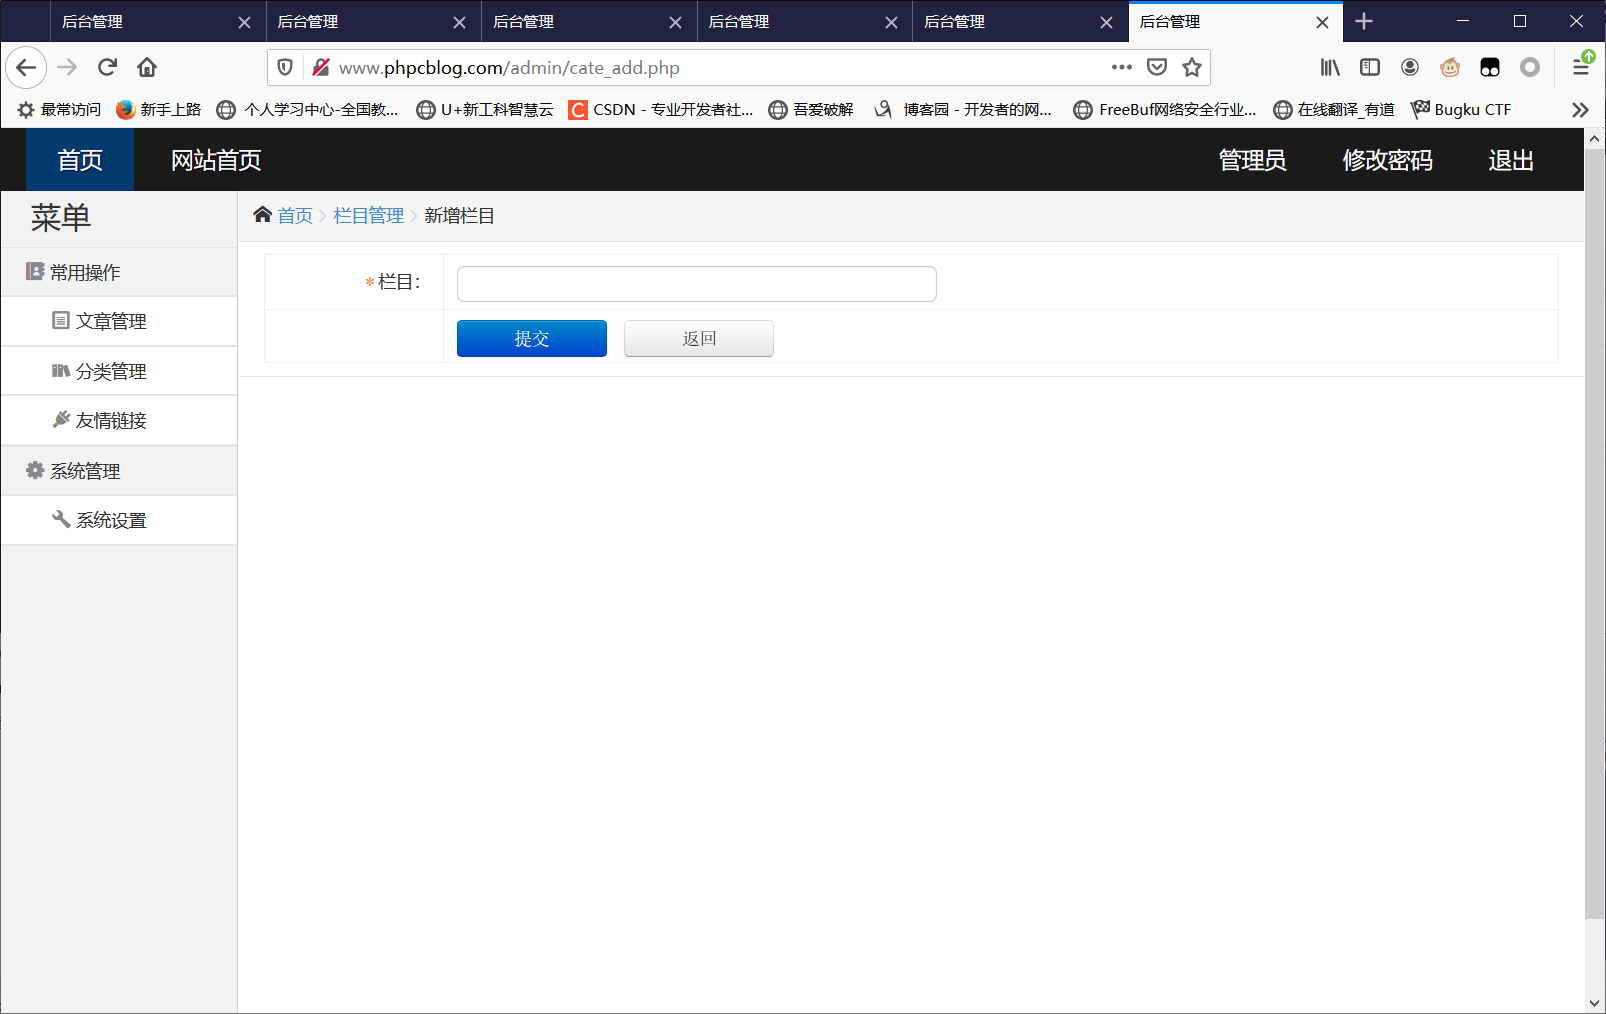 后台管理 后台管理 后台管理 后台管理 后台管理 后台管理
www.phpcblog.com/admin/cate_add.php
最常访问 新手上路 个人学习中心-全国教... U+新工科智慧云 CSDN - 专业开发者社... 吾爱破解 博客园 - 开发者的网... FreeBuf网络安全行业... 在线翻译_有道 Bugku CTF
首页 网站首页 管理员 修改密码 退出
菜单
首页 栏目管理 新增栏目
常用操作
*栏目：
文章管理
提交 返回
分类管理
友情链接
系统管理
系统设置